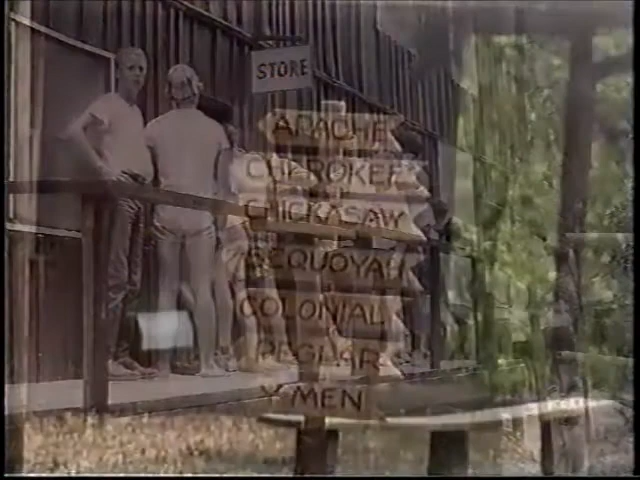 STORE
APACHE
CHEROKEE
CHICKASAW
SEQUOYAH
COLONIAL
MEN